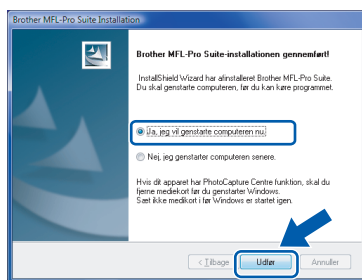 Brother MFL-Pro Suite Installation
Brother MFL-Pro Suite-installationen gennemført!
InstallShield Wizard har afinstalleret Brother MFL-Pro Suite.
Du skal genstarte computeren, før du kan køre programmet.
Ja, jeg vil genstarte computeren nu.
Nej, jeg genstarter computeren senere.
Hvis dit apparat har PhotoCapture Centre funktion, skal du
fjerne mediekort før du genstarter Windows.
Sæt ikke medikort i før Windows er startet igen.
< Tilbage Udfør Annuller